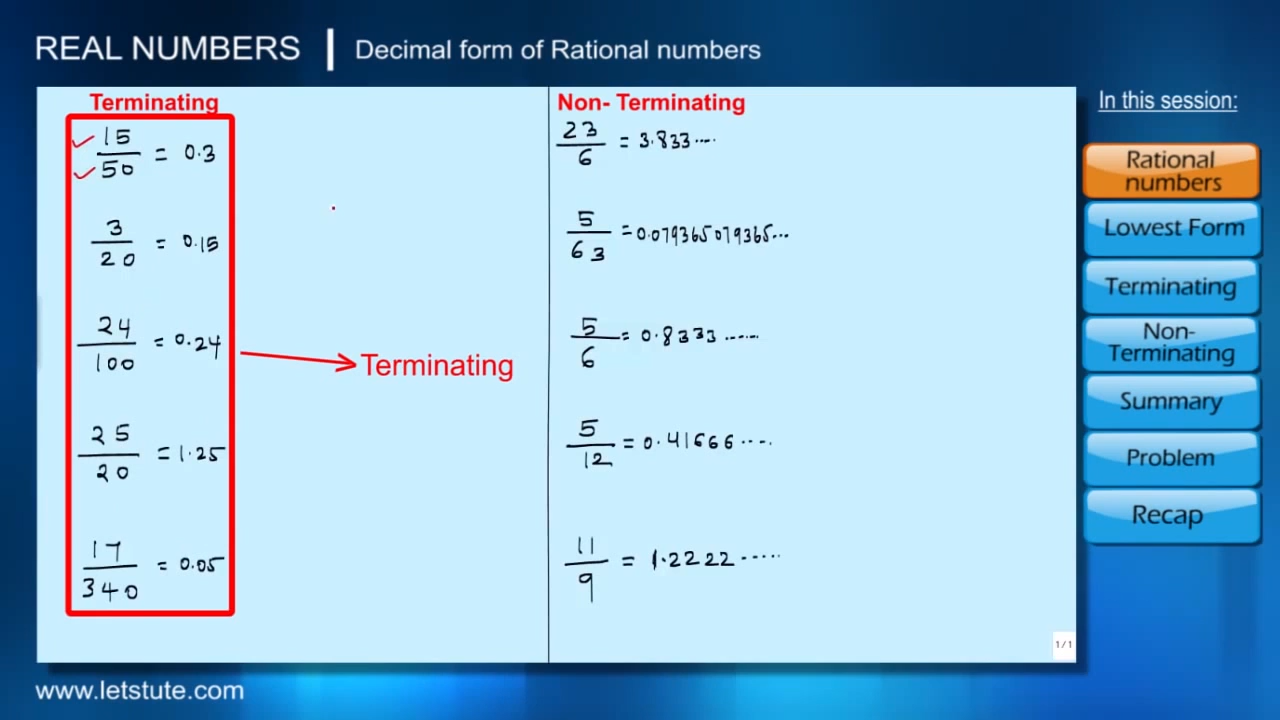 REAL NUMBERS | Decimal form of Rational numbers
Terminating
15/50 = 0.3
3/20 = 0.15
24/100 = 0.24
Terminating
25/20 = 1.25
17/340 = 0.05
Non- Terminating
23/6 = 3.833....
5/63 = 0.079365079365...
5/6 = 0.8333......
5/12 = 0.41666....
11/9 = 1.2222.....
1/1
In this session:
Rational
numbers
Lowest Form
Terminating
Non-
Terminating
Summary
Problem
Recap
www.letstute.com